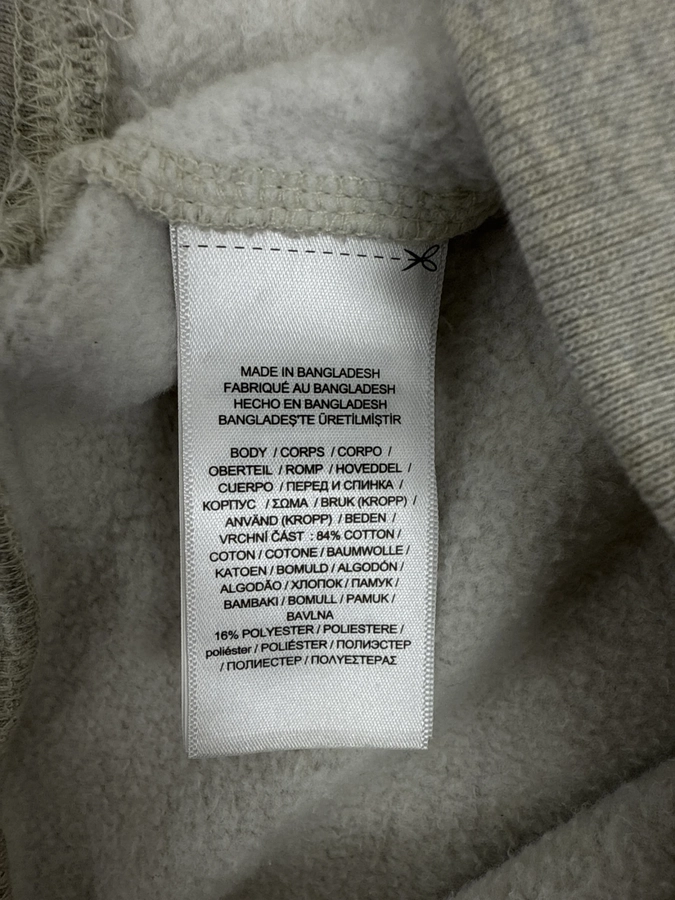 MADE IN BANGLADESH
FABRIQUÉ AU BANGLADESH
HECHO EN BANGLADESH
BANGLADEŞ'TE ÜRETİLMİŞTİR
BODY / CORPS / CORPO /
OBERTEIL / ROMP / HOVEDDEL /
CUERPO / ПЕРЕД И СПИНКА /
КОРПУС / ΣΩΜΑ / BRUK (KROPP) /
ANVÄND (KROPP) / BEDEN /
VRCHNÍ ČÁST : 84% COTTON /
COTON / COTONE / BAUMWOLLE /
KATOEN / BOMULD / ALGODÓN /
ALGODÃO / ХЛОПОК / ПАМУК /
BAMBAKI / BOMULL / PAMUK /
BAVLNA
16% POLYESTER / POLIESTERE /
poliéster / POLIÉSTER / ПОЛИЭСТЕР
/ ПОЛИЕСТЕР / ΠΟΛΥΕΣΤΕΡΑΣ